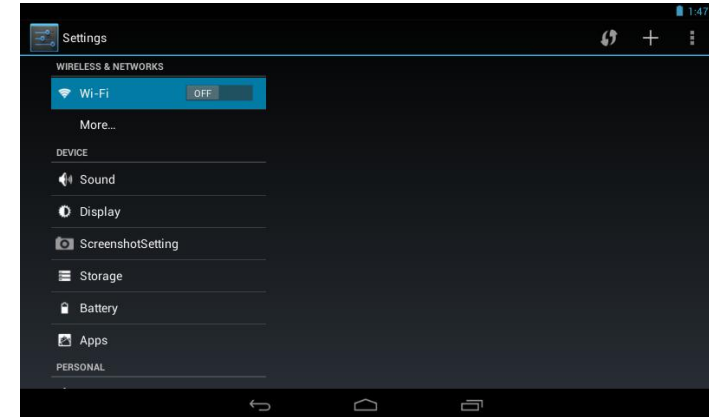 1:47
Settings
WIRELESS & NETWORKS
Wi-Fi OFF
More...
DEVICE
Sound
Display
ScreenshotSetting
Storage
Battery
Apps
PERSONAL